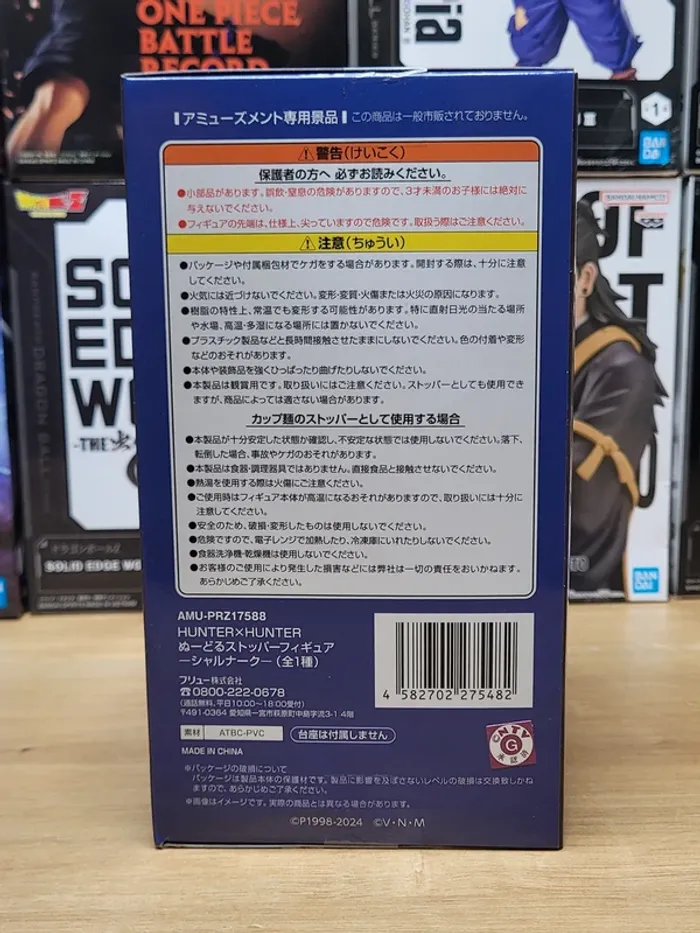 ONE PIECE
BATTLE
RECORD
ia
1
BAN
DAI
アミューズメント専用景品 この商品は一般市販されておりません。
警告(けいこく)
保護者の方へ 必ずお読みください。
●小部品があります。誤飲・窒息の危険がありますので、3才未満のお子様には絶対に
与えないでください。
●フィギュアの先端は、仕様上、尖っていますので危険です。取扱う際はご注意ください。
注意(ちゅうい)
●パッケージや付属梱包材でケガをする場合があります。開封する際は、十分に注意
してください。
●火気には近づけないでください。変形・変質・火傷または火災の原因になります。
●樹脂の特性上、常温でも変形する可能性があります。特に直射日光の当たる場所
や水場、高温・多湿になる場所には置かないでください。
●プラスチック製品などと長時間接触させたままにしないでください。色の付着や変形
などのおそれがあります。
●本体や装飾品を強くひっぱったり曲げたりしないでください。
●本製品は観賞用です。取り扱いにはご注意ください。ストッパーとしても使用でき
ますが、商品によっては適さない場合があります。
カップ麺のストッパーとして使用する場合
●本製品が十分安定した状態か確認し、不安定な状態では使用しないでください。落下、
転倒した場合、事故やケガのおそれがあります。
●本製品は食器・調理器具ではありません。直接食品と接触させないでください。
●熱湯を使用する際は火傷にご注意ください。
●ご使用時はフィギュア本体が高温になるおそれがありますので、取り扱いには十分に
注意してください。
●安全のため、破損・変形したものは使用しないでください。
●危険ですので、電子レンジで加熱したり、冷凍庫にいれたりしないでください。
●食器洗浄機・乾燥機は使用しないでください。
●お客様のご使用により発生した損害などには弊社は一切の責任をおいかねます。
あらかじめご了承ください。
AMU-PRZ17588
HUNTER×HUNTER
ぬーどるストッパーフィギュア
―シャルナーク―(全1種)
フリュー株式会社
☎0800-222-0678
(通話無料、平日10:00~18:00受付)
〒491-0364 愛知県一宮市萩原町中島字流3-1 4階
素材 ATBC-PVC 台座は付属しません
MADE IN CHINA
4 582702 275482
NTV
G
承認許
※パッケージの破損について
パッケージは製品本体の保護材です。製品に影響を及ぼさないレベルの破損は交換致しかね
ますので、あらかじめご了承ください。
※画像はイメージです。実際の商品とは異なる場合があります。
©P1998-2024 ©V・N・M
DRAGON BALL
SO
ED
WO
-THE
ドラゴンボールZ
SOLID EDGE WO
BAN
DAI